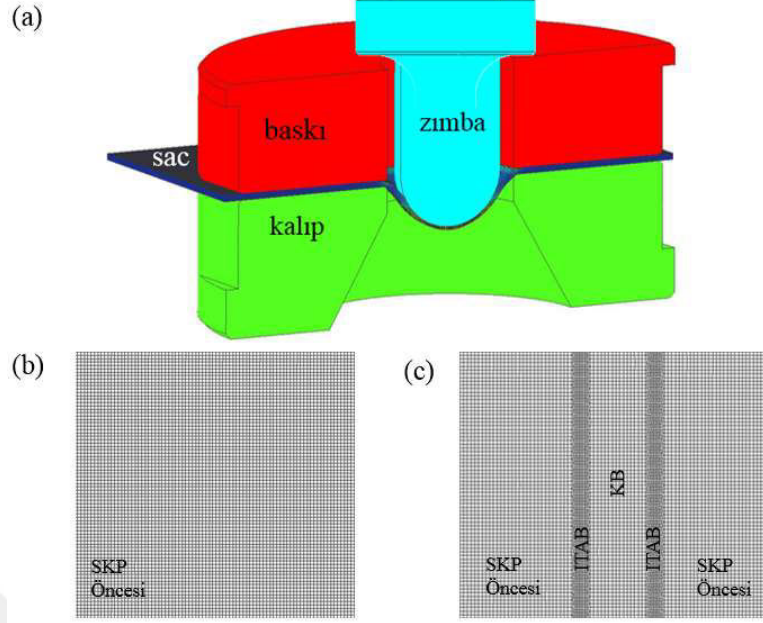 (a)
baskı
zımba
sac
kalıp
(b)
SKP
Öncesi
(c)
SKP
Öncesi
ITAB
KB
ITAB
SKP
Öncesi